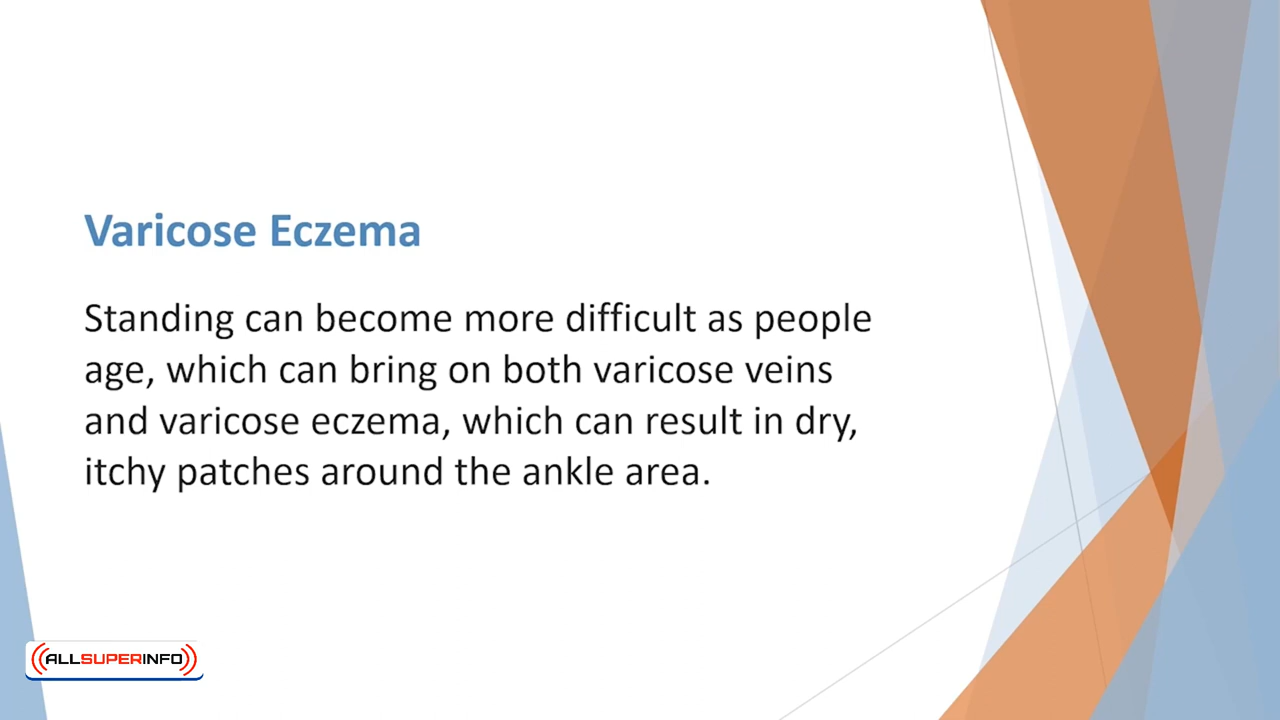 Varicose Eczema
Standing can become more difficult as people
age, which can bring on both varicose veins
and varicose eczema, which can result in dry,
itchy patches around the ankle area.
ALLSUPERINFO